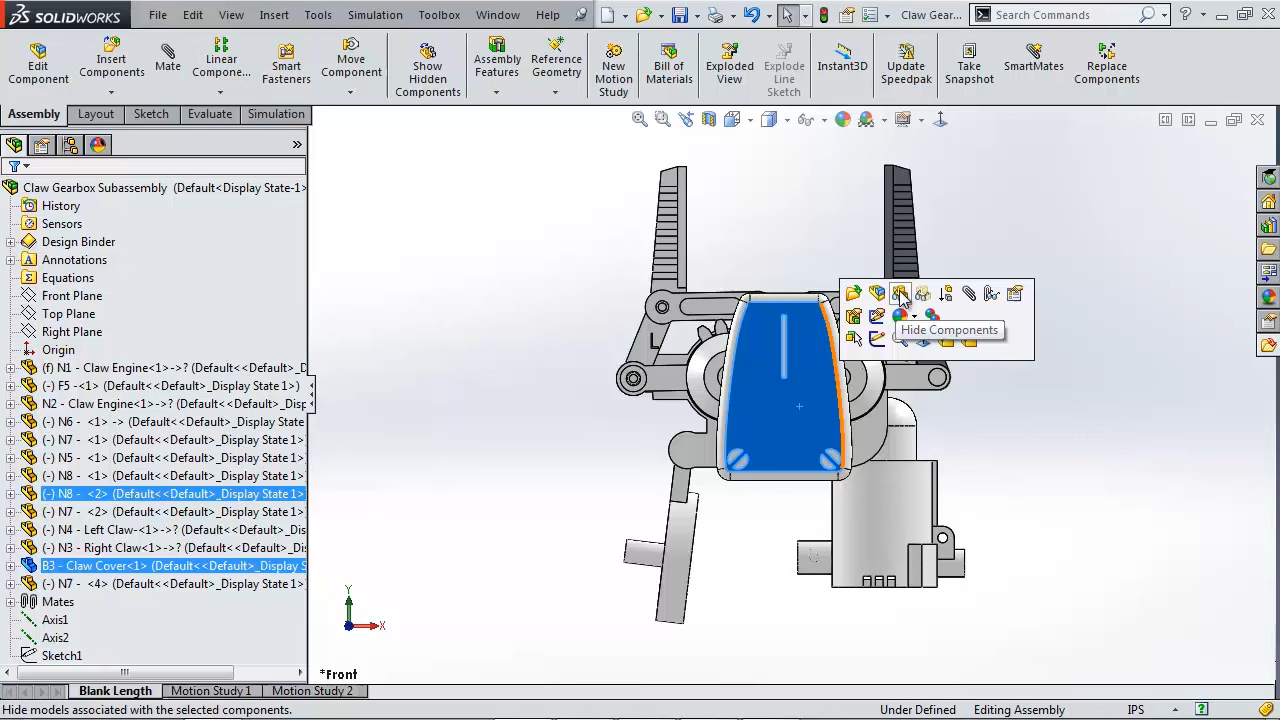 SOLIDWORKS File Edit View Insert Tools Simulation Toolbox Window Help Claw Gear... Search Commands
Edit Component
Insert Components
Mate
Linear Compone...
Smart Fasteners
Move Component
Show Hidden Components
Assembly Features
Reference Geometry
New Motion Study
Bill of Materials
Exploded View
Explode Line Sketch
Instant3D
Update Speedpak
Take Snapshot
SmartMates
Replace Components
Assembly Layout Sketch Evaluate Simulation
Claw Gearbox Subassembly (Default<Display State-1>
History
Sensors
Design Binder
Annotations
Equations
Front Plane
Top Plane
Right Plane
Origin
(f) N1 - Claw Engine<1>->? (Default<<Default>_D
(-) F5 -<1> (Default<<Default>_Display State 1>)
N2 - Claw Engine<1>->? (Default<<Default>_Disp
(-) N6 - <1> -> (Default<<Default>_Display State
(-) N7 - <1> (Default<<Default>_Display State 1>)
(-) N5 - <1> (Default<<Default>_Display State 1>)
(-) N8 - <1> (Default<<Default>_Display State 1>)
(-) N8 - <2> (Default<<Default>_Display State 1>)
(-) N7 - <2> (Default<<Default>_Display State 1>)
(-) N4 - Left Claw<1>->? (Default<<Default>_Dis
(-) N3 - Right Claw<1>->? (Default<<Default>_Di
B3 - Claw Cover<1> (Default<<Default>_Display S
(-) N7 - <4> (Default<<Default>_Display State 1>)
Mates
Axis1
Axis2
Sketch1
Hide Components
L
Y
X
*Front
Blank Length Motion Study 1 Motion Study 2
Hide models associated with the selected components. Under Defined Editing Assembly IPS